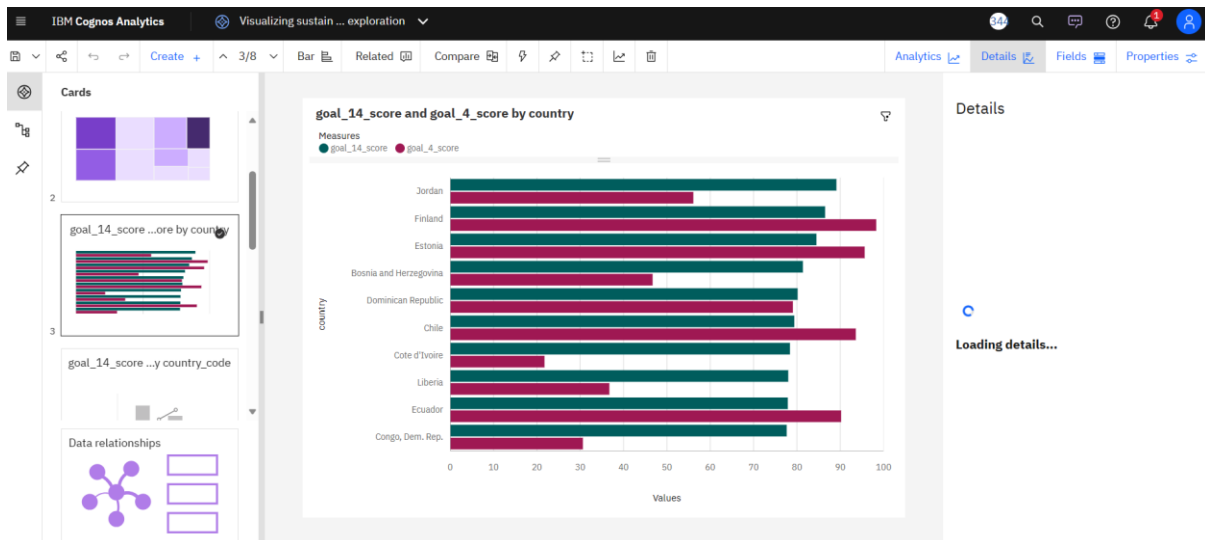 IBM Cognos Analytics
Visualizing sustain ... exploration
344
1
Create +
3/8
Bar
Related
Compare
Analytics
Details
Fields
Properties
Cards
2
goal_14_score ...ore by country
3
goal_14_score ...y country_code
Data relationships
goal_14_score and goal_4_score by country
Measures
goal_14_score goal_4_score
country
Jordan
Finland
Estonia
Bosnia and Herzegovina
Dominican Republic
Chile
Cote d'Ivoire
Liberia
Ecuador
Congo, Dem. Rep.
0 10 20 30 40 50 60 70 80 90 100
Values
Details
Loading details...